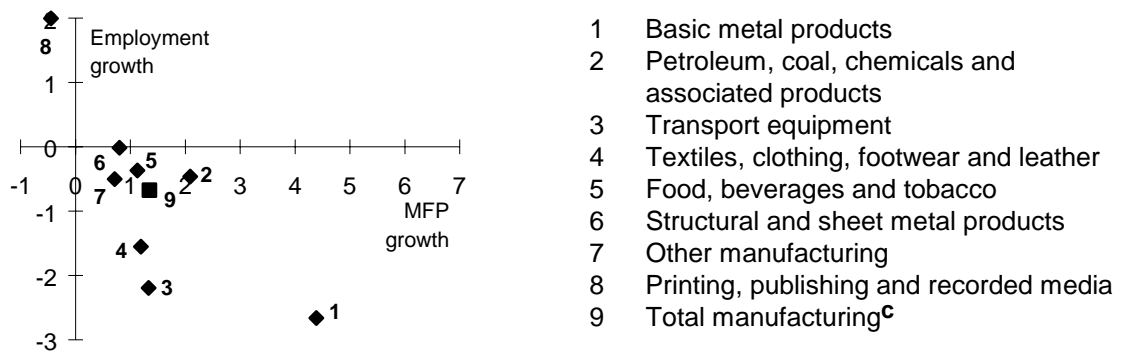 2
8
Employment
growth
1
0
6
5
2
7
9
-1
0
1
2
3
4
5
6
7
-1
MFP
growth
4
-2
3
1
-3
1 Basic metal products
2 Petroleum, coal, chemicals and
associated products
3 Transport equipment
4 Textiles, clothing, footwear and leather
5 Food, beverages and tobacco
6 Structural and sheet metal products
7 Other manufacturing
8 Printing, publishing and recorded media
9 Total manufacturingc